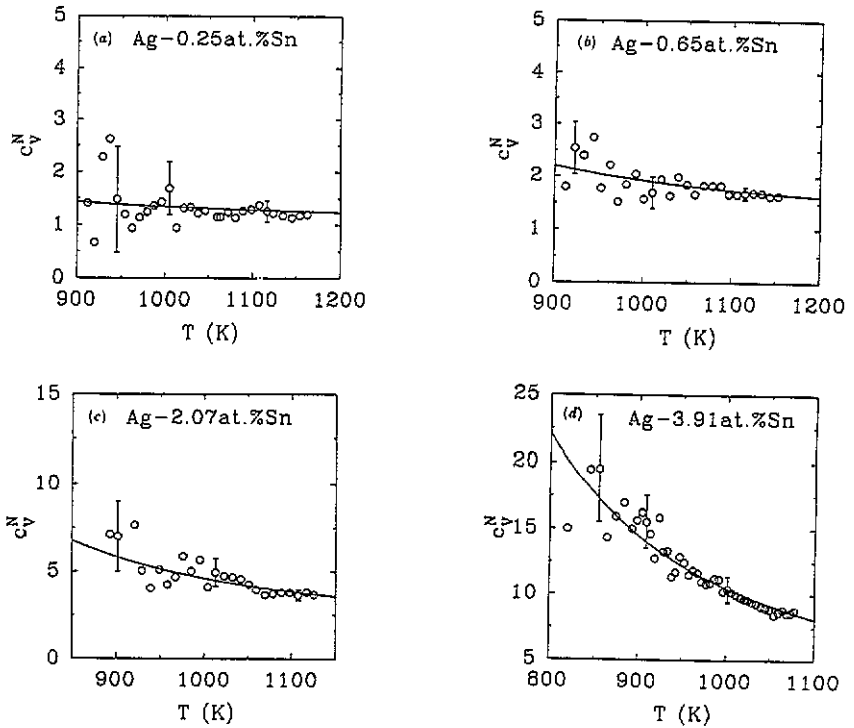 (a) Ag-0.25at.%Sn
5
4
3
2
1
0
c_V^N
900 1000 1100 1200
T (K)
(b) Ag-0.65at.%Sn
5
4
3
2
1
0
c_V^N
900 1000 1100 1200
T (K)
(c) Ag-2.07at.%Sn
15
10
5
0
c_V^N
900 1000 1100
T (K)
(d) Ag-3.91at.%Sn
25
20
15
10
5
c_V^N
800 900 1000 1100
T (K)